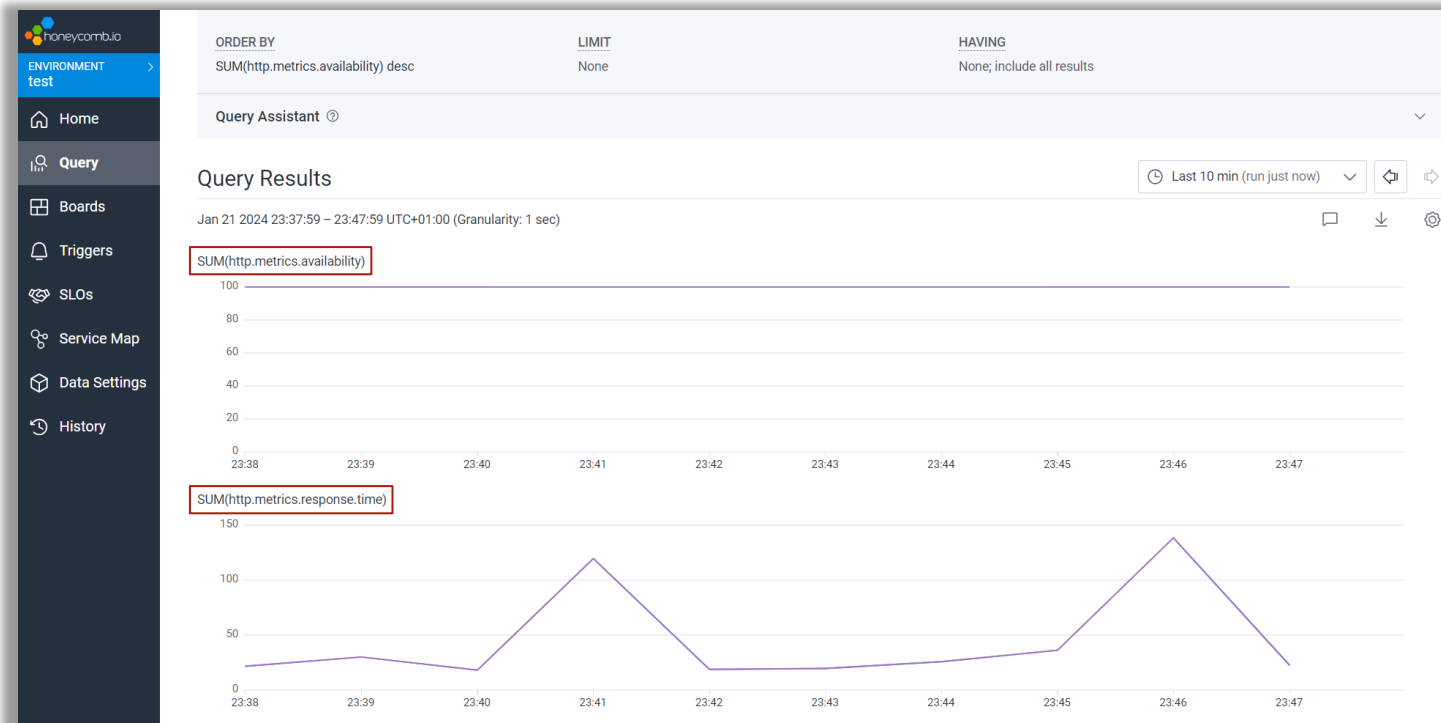 honeycomb.io
ENVIRONMENT
test
Home
Query
Boards
Triggers
SLOs
Service Map
Data Settings
History
ORDER BY LIMIT HAVING
SUM(http.metrics.availability) desc None None; include all results
Query Assistant
Query Results
Last 10 min (run just now)
Jan 21 2024 23:37:59 – 23:47:59 UTC+01:00 (Granularity: 1 sec)
SUM(http.metrics.availability)
100
80
60
40
20
0
23:38 23:39 23:40 23:41 23:42 23:43 23:44 23:45 23:46 23:47
SUM(http.metrics.response.time)
150
100
50
0
23:38 23:39 23:40 23:41 23:42 23:43 23:44 23:45 23:46 23:47